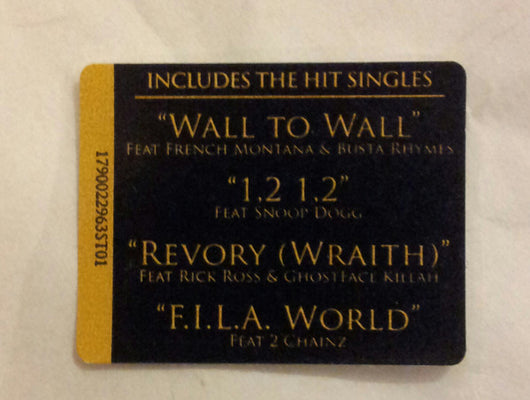 INCLUDES THE HIT SINGLES
"WALL TO WALL"
FEAT FRENCH MONTANA & BUSTA RHYMES
"1,2 1,2"
FEAT SNOOP DOGG
"REVORY (WRAITH)"
FEAT RICK ROSS & GHOSTFACE KILLAH
"F.I.L.A. WORLD"
FEAT 2 CHAINZ
1790022963ST01